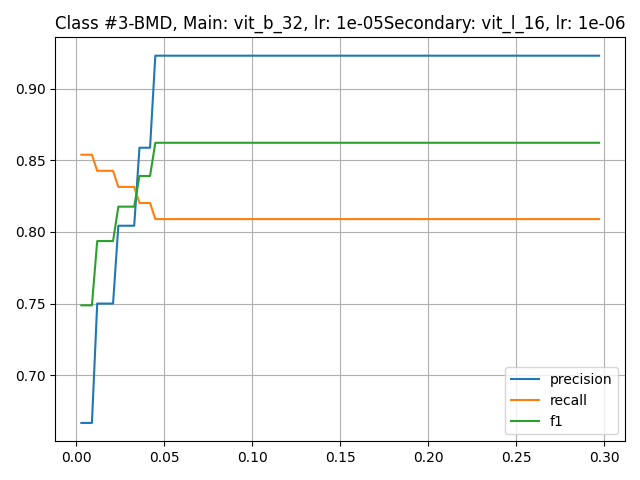 Class #3-BMD, Main: vit_b_32, lr: 1e-05Secondary: vit_l_16, lr: 1e-06
0.90
0.85
0.80
0.75
0.70
precision
recall
f1
0.00 0.05 0.10 0.15 0.20 0.25 0.30